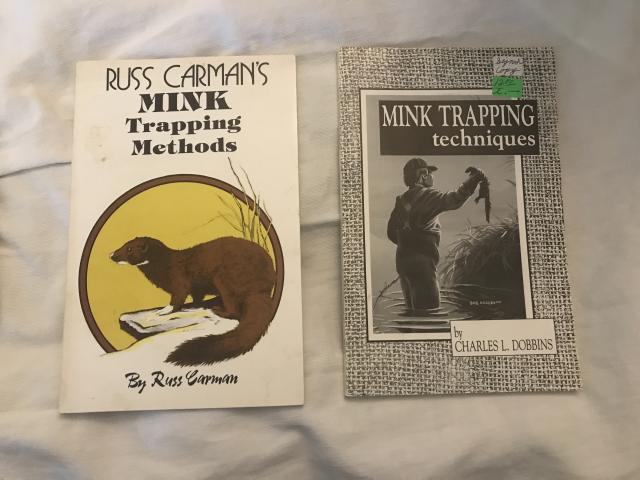 RUSS CARMAN'S
MINK
Trapping
Methods
By Russ Carman
MINK TRAPPING
techniques
by
CHARLES L. DOBBINS